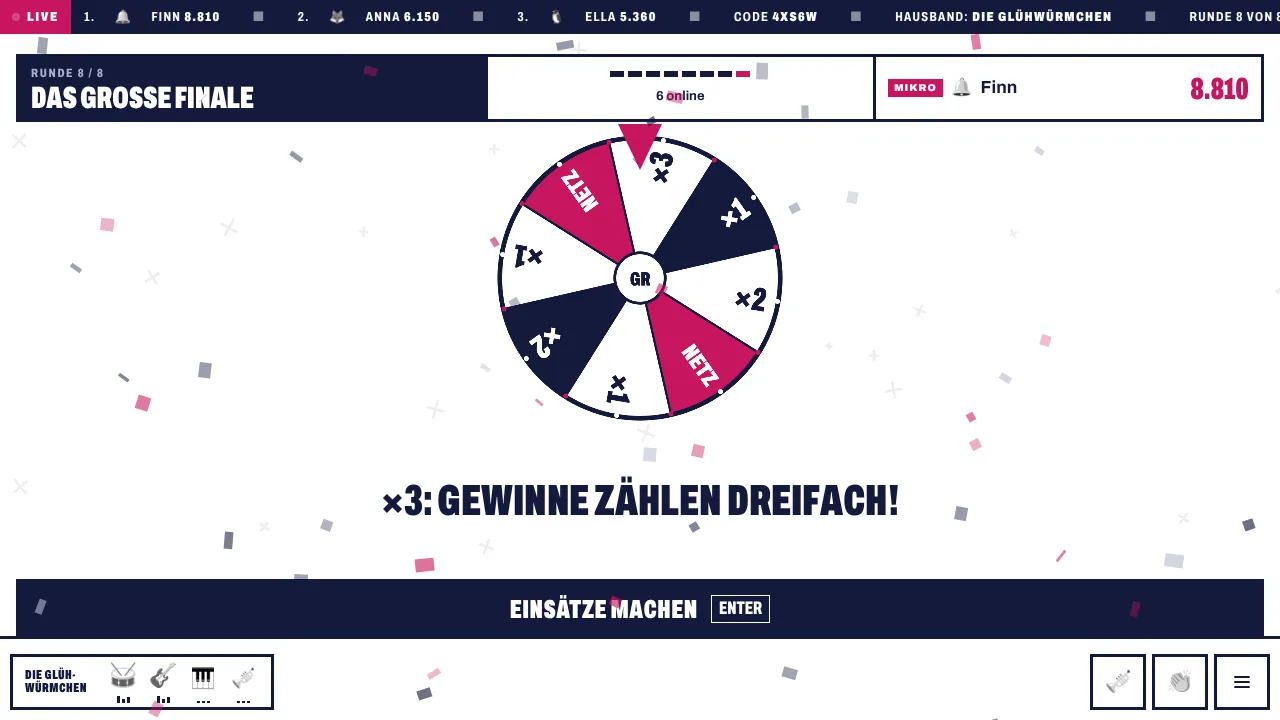 LIVE 1. FINN 8.810 2. ANNA 6.150 3. ELLA 5.360 CODE 4XS6W HAUSBAND: DIE GLÜHWÜRMCHEN RUNDE 8 VON 8
RUNDE 8 / 8
DAS GROSSE FINALE
6 online
MIKRO Finn 8.810
×3
×1
×2
NETZ
×1
×2
×1
NETZ
GR
×3: GEWINNE ZÄHLEN DREIFACH!
EINSÄTZE MACHEN ENTER
DIE GLÜH-
WÜRMCHEN